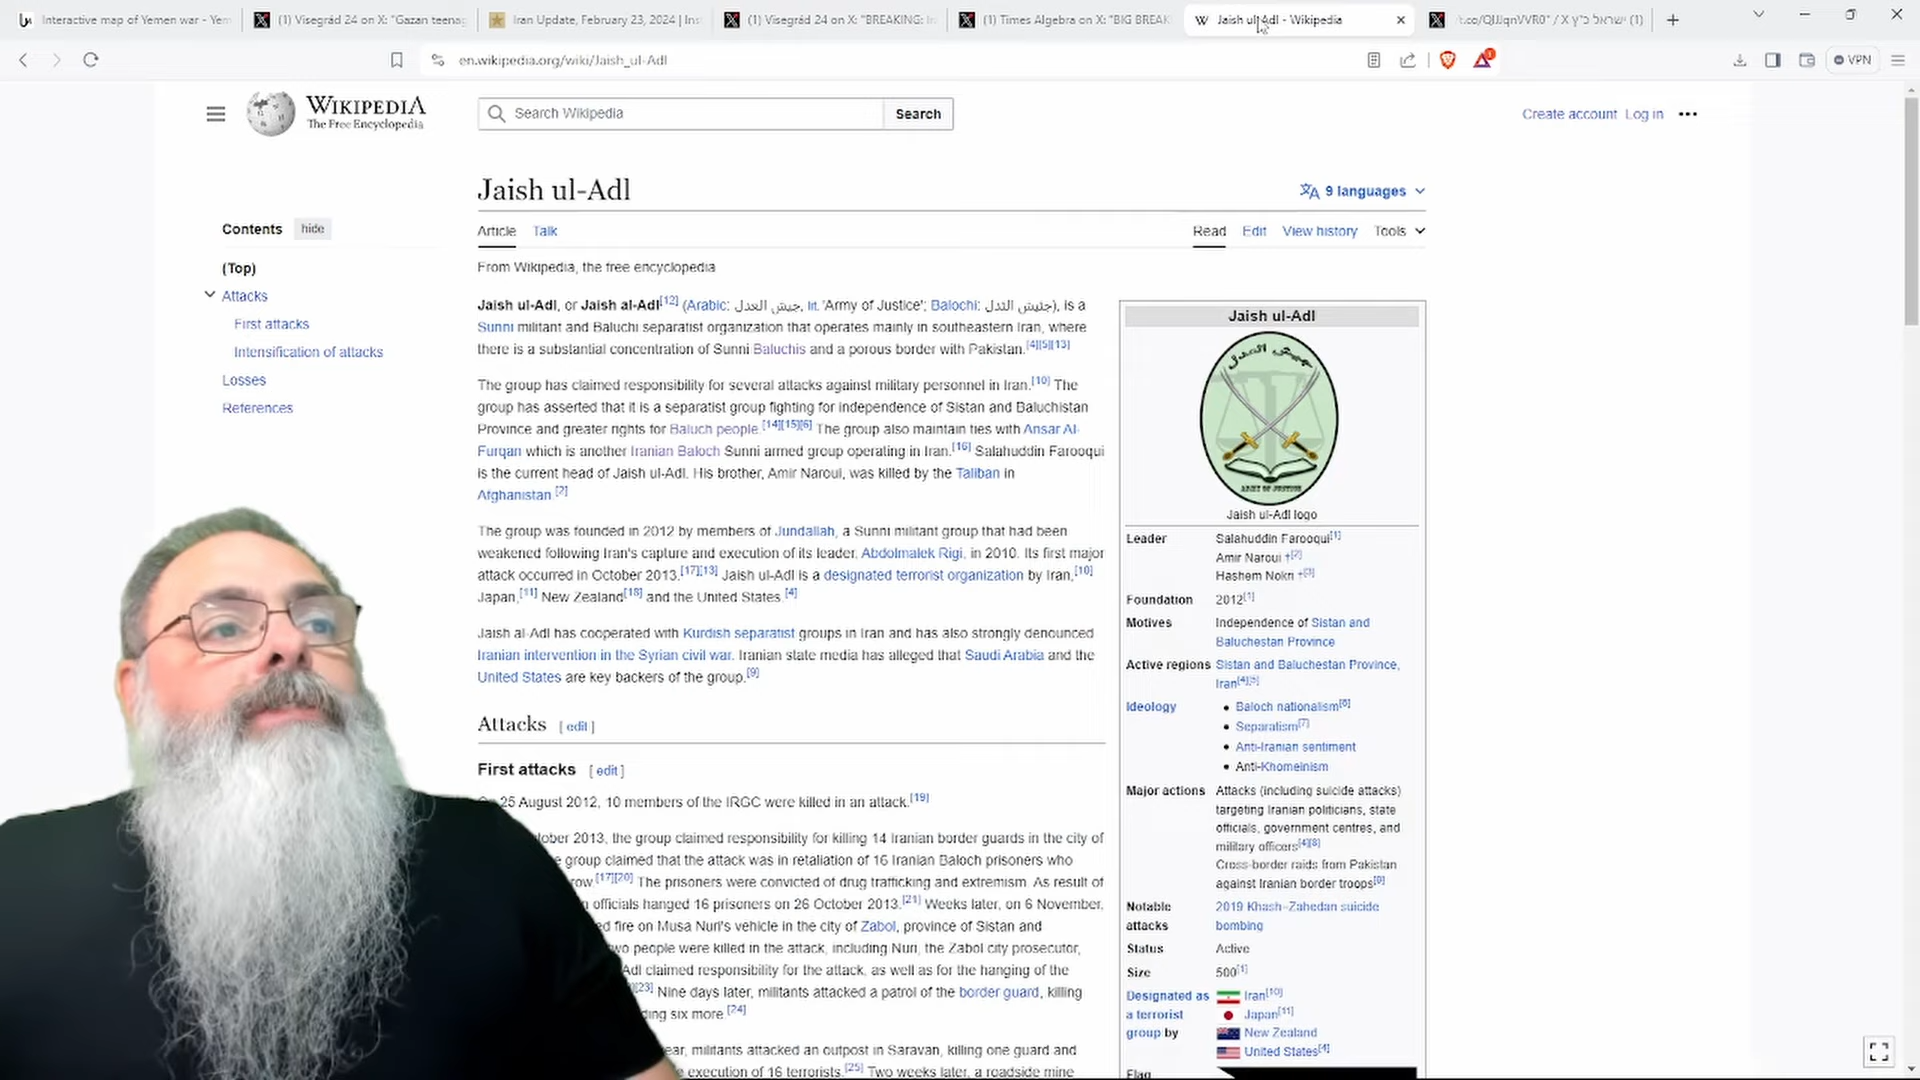 Interactive map of Yemen war - Yem
(1) Visegrád 24 on X: "Gazan teenag
Iran Update, February 23, 2024 | Ins
(1) Visegrád 24 on X: "BREAKING: Ir
(1) Times Algebra on X: "BIG BREAK
Jaish ul-Adl - Wikipedia
en.wikipedia.org/wiki/Jaish_ul-Adl
VPN
WIKIPEDIA
The Free Encyclopedia
Search Wikipedia
Search
Create account Log in
Jaish ul-Adl
9 languages
Contents hide
Article Talk
Read Edit View history Tools
(Top)
Attacks
First attacks
Intensification of attacks
Losses
References
From Wikipedia, the free encyclopedia
Jaish ul-Adl, or Jaish al-Adl[12] (Arabic: جيش العدل, lit. 'Army of Justice'; Balochi:), is a
Sunni militant and Baluchi separatist organization that operates mainly in southeastern Iran, where
there is a substantial concentration of Sunni Baluchis and a porous border with Pakistan.[4][5][13]
The group has claimed responsibility for several attacks against military personnel in Iran.[10] The
group has asserted that it is a separatist group fighting for independence of Sistan and Baluchistan
Province and greater rights for Baluch people.[14][15][6] The group also maintain ties with Ansar Al-
Furqan which is another Iranian Baloch Sunni armed group operating in Iran.[16] Salahuddin Farooqui
is the current head of Jaish ul-Adl. His brother, Amir Naroui, was killed by the Taliban in
Afghanistan.[2]
The group was founded in 2012 by members of Jundallah, a Sunni militant group that had been
weakened following Iran's capture and execution of its leader, Abdolmalek Rigi, in 2010. Its first major
attack occurred in October 2013.[17][13] Jaish ul-Adl is a designated terrorist organization by Iran,[10]
Japan,[11] New Zealand[18] and the United States.[4]
Jaish al-Adl has cooperated with Kurdish separatist groups in Iran and has also strongly denounced
Iranian intervention in the Syrian civil war. Iranian state media has alleged that Saudi Arabia and the
United States are key backers of the group.[9]
Attacks [ edit ]
First attacks [ edit ]
25 August 2012, 10 members of the IRGC were killed in an attack.[19]
tober 2013, the group claimed responsibility for killing 14 Iranian border guards in the city of
e group claimed that the attack was in retaliation of 16 Iranian Baloch prisoners who
row.[17][20] The prisoners were convicted of drug trafficking and extremism. As result of
n officials hanged 16 prisoners on 26 October 2013.[21] Weeks later, on 6 November,
ed fire on Musa Nuri's vehicle in the city of Zabol, province of Sistan and
wo people were killed in the attack, including Nuri, the Zabol city prosecutor,
Adl claimed responsibility for the attack, as well as for the hanging of the
[23] Nine days later, militants attacked a patrol of the border guard, killing
ding six more.[24]
ear, militants attacked an outpost in Saravan, killing one guard and
execution of 16 terrorists.[25] Two weeks later, a roadside mine
Jaish ul-Adl
ARMY OF JUSTICE
Jaish ul-Adl logo
Leader Salahuddin Farooqui[1]
Amir Naroui †[2]
Hashem Nokri †[3]
Foundation 2012[1]
Motives Independence of Sistan and
Baluchestan Province
Active regions Sistan and Baluchestan Province,
Iran[4][5]
Ideology • Baloch nationalism[6]
• Separatism[7]
• Anti-Iranian sentiment
• Anti-Khomeinism
Major actions Attacks (including suicide attacks)
targeting Iranian politicians, state
officials, government centres, and
military officers[4][8]
Cross-border raids from Pakistan
against Iranian border troops[9]
Notable 2019 Khash–Zahedan suicide
attacks bombing
Status Active
Size 500[1]
Designated as Iran[10]
a terrorist Japan[11]
group by New Zealand
United States[4]
Flag